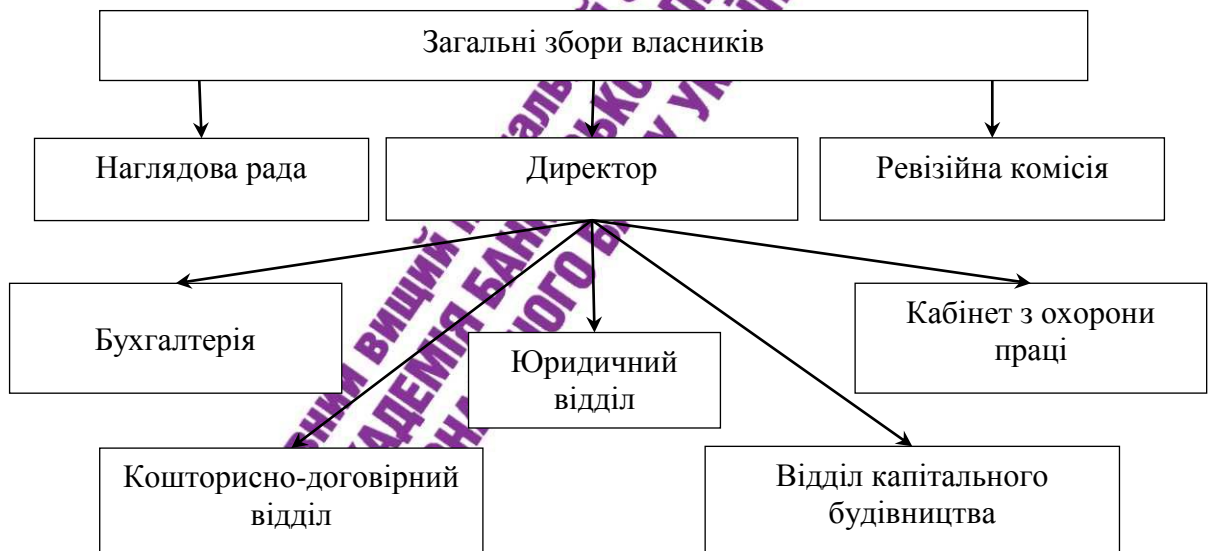 Загальні збори власників
Наглядова рада
Директор
Ревізійна комісія
Бухгалтерія
Юридичний
відділ
Кабінет з охорони
праці
Кошторисно-договірний
відділ
Відділ капітального
будівництва